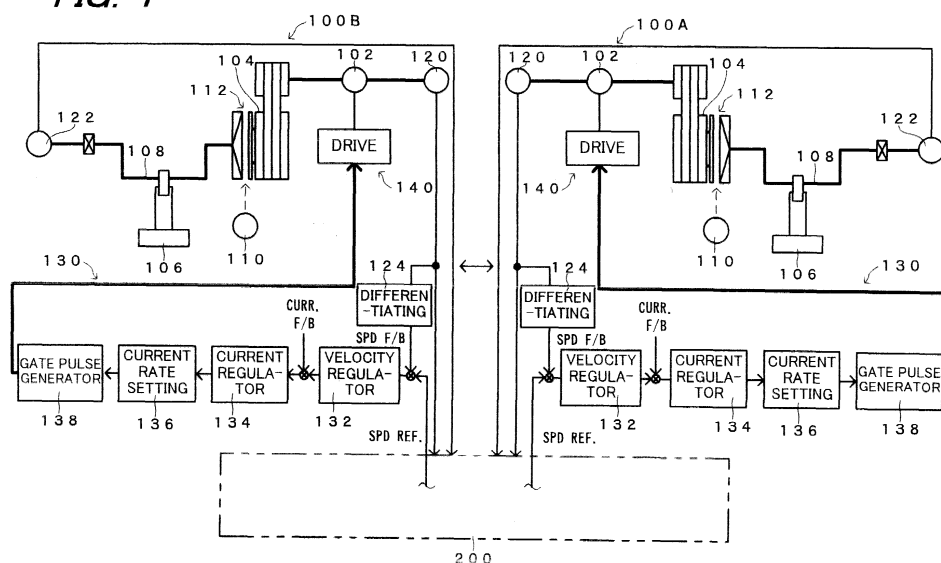 100B
100A
102
120
120
102
104
104
112
112
122
122
108
108
DRIVE
DRIVE
140
140
106
110
110
106
130
124
124
130
DIFFEREN
-TIATING
DIFFEREN
-TIATING
CURR.
F/B
SPD F/B
SPD F/B
CURR.
F/B
GATE PULSE
GENERATOR
CURRENT
RATE
SETTING
CURRENT
REGULA-
TOR
VELOCITY
REGULA-
TOR
VELOCITY
REGULA-
TOR
CURRENT
REGULA-
TOR
CURRENT
RATE
SETTING
GATE PULSE
GENERATOR
138
136
134
132
132
134
136
138
SPD REF.
SPD REF.
200